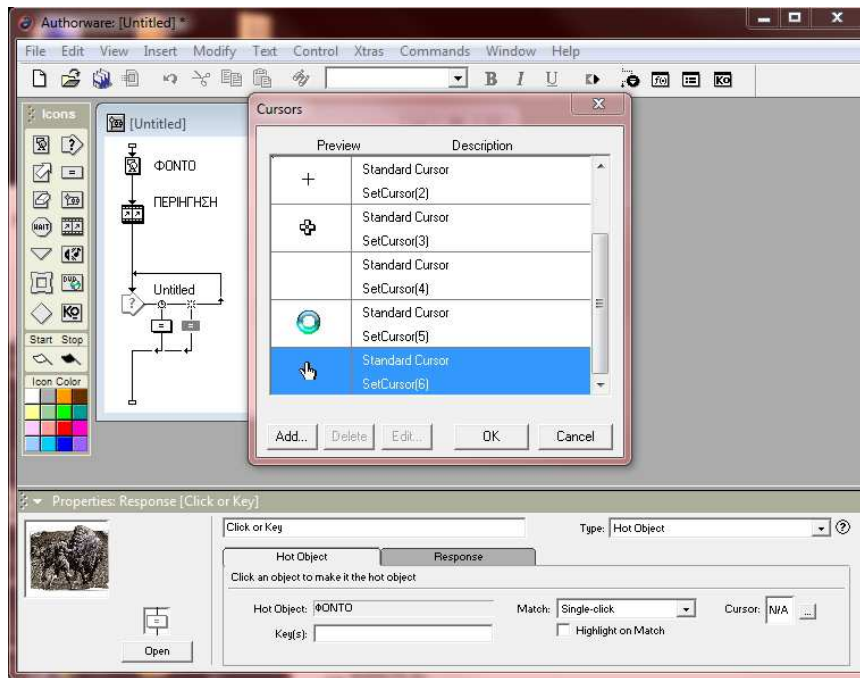 Authorware: [Untitled] *
File Edit View Insert Modify Text Control Xtras Commands Window Help
B I U
Icons
[Untitled]
ΦΟΝΤΟ
ΠΕΡΙΗΓΗΣΗ
Untitled
WAIT
Start Stop
Icon Color
Cursors
Preview Description
Standard Cursor
SetCursor(2)
Standard Cursor
SetCursor(3)
Standard Cursor
SetCursor(4)
Standard Cursor
SetCursor(5)
Standard Cursor
SetCursor(6)
Add... Delete Edit... OK Cancel
Properties: Response [Click or Key]
Click or Key
Type: Hot Object
Hot Object Response
Click an object to make it the hot object
Hot Object: ΦΟΝΤΟ
Match: Single-click
Cursor: N/A ...
Key(s):
Highlight on Match
Open